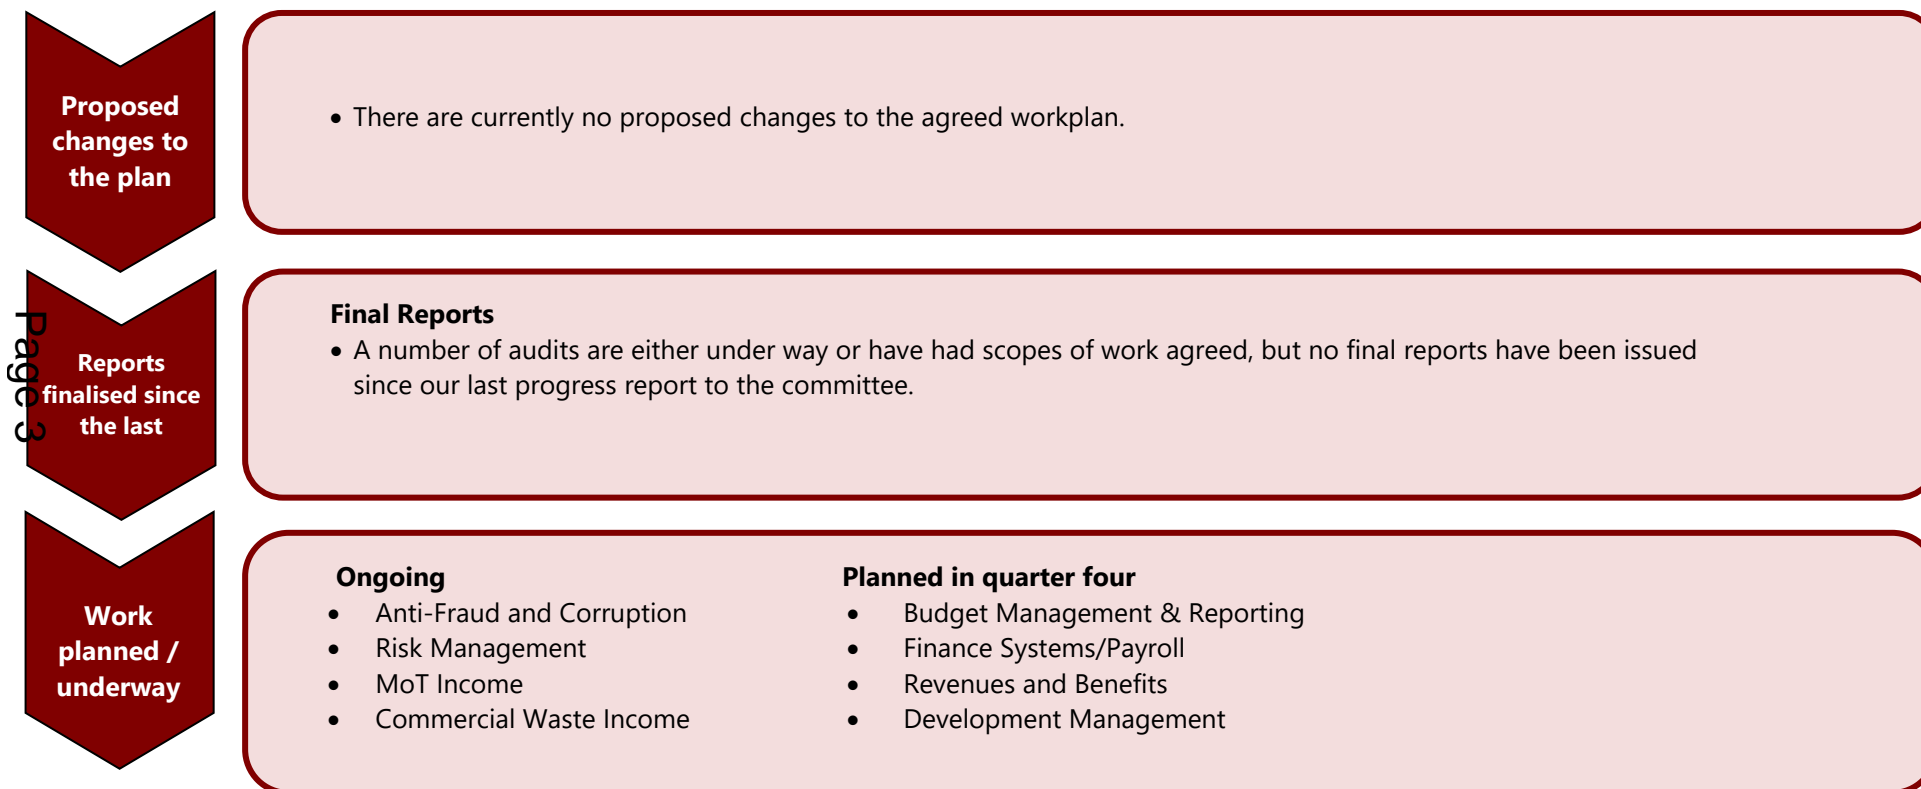 Proposed
changes to
the plan
• There are currently no proposed changes to the agreed workplan.
Page 3
Reports
finalised since
the last
Final Reports
• A number of audits are either under way or have had scopes of work agreed, but no final reports have been issued
since our last progress report to the committee.
Work
planned /
underway
Ongoing
• Anti-Fraud and Corruption
• Risk Management
• MoT Income
• Commercial Waste Income
Planned in quarter four
• Budget Management & Reporting
• Finance Systems/Payroll
• Revenues and Benefits
• Development Management